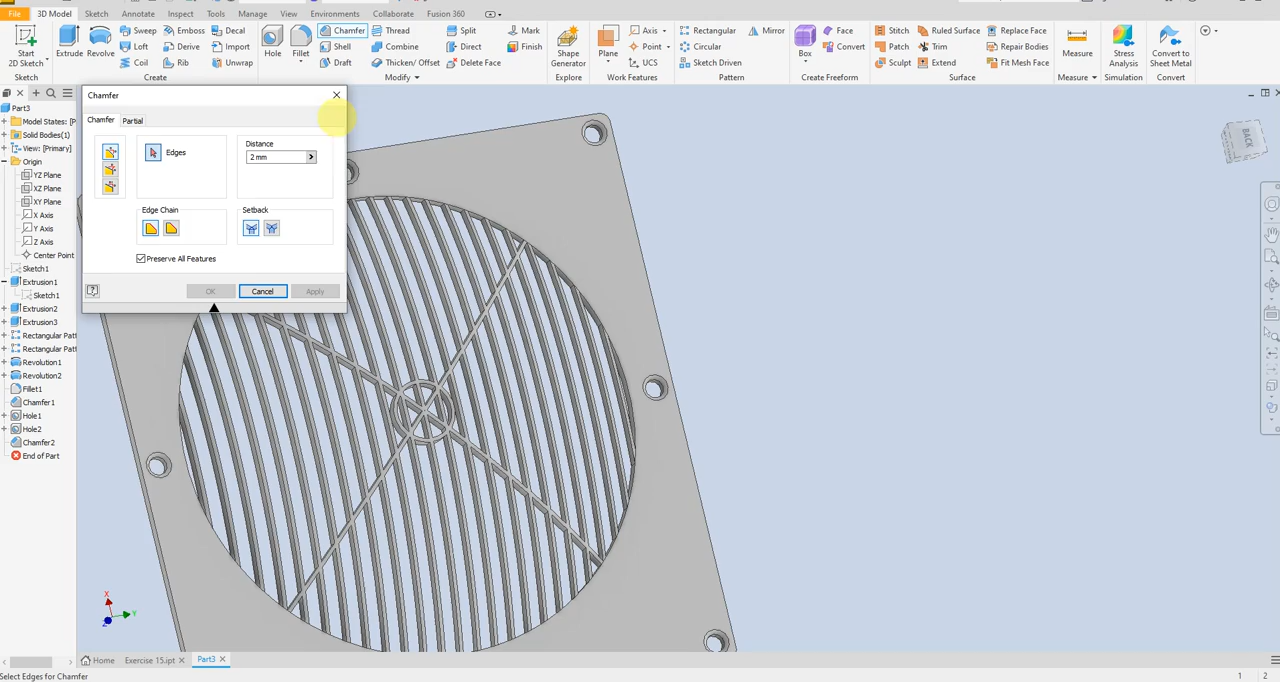 File 3D Model Sketch Annotate Inspect Tools Manage View Environments Collaborate Fusion 360
Start
2D Sketch
Sketch
Extrude Revolve
Sweep Emboss Decal
Loft Derive Import
Coil Rib Unwrap
Create
Hole Fillet
Chamfer Thread Split Mark
Shell Combine Direct Finish
Draft Thicken/ Offset Delete Face
Modify
Shape
Generator
Explore
Plane
Axis
Point
UCS
Work Features
Rectangular Mirror
Circular
Sketch Driven
Pattern
Box
Face
Convert
Create Freeform
Stitch Ruled Surface Replace Face
Patch Trim Repair Bodies
Sculpt Extend Fit Mesh Face
Surface
Measure
Measure
Stress
Analysis
Simulation
Convert to
Sheet Metal
Convert
Part3
Model States: [P
Solid Bodies(1)
View: [Primary]
Origin
YZ Plane
XZ Plane
XY Plane
X Axis
Y Axis
Z Axis
Center Point
Sketch1
Extrusion1
Sketch1
Extrusion2
Extrusion3
Rectangular Patt
Rectangular Patt
Revolution1
Revolution2
Fillet1
Chamfer1
Hole1
Hole2
Chamfer2
End of Part
Chamfer
Chamfer Partial
Edges
Distance
2 mm
Edge Chain
Setback
Preserve All Features
OK Cancel Apply
BACK
X
Y
Z
Home Exercise 15.ipt Part3
Select Edges for Chamfer
1 2